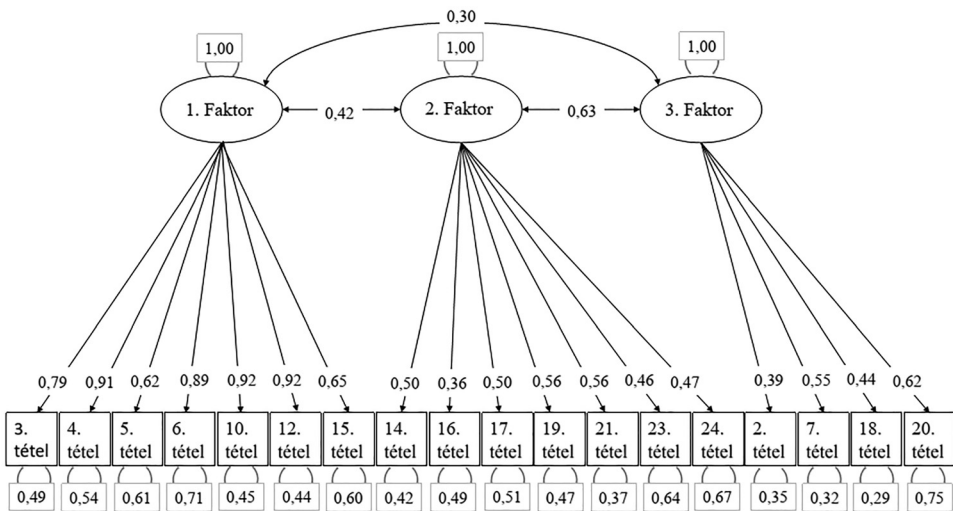 0,30
1,00 1,00 1,00
1. Faktor 0,42 2. Faktor 0,63 3. Faktor
0,79 0,91 0,62 0,89 0,92 0,92 0,65 0,50 0,36 0,50 0,56 0,56 0,46 0,47 0,39 0,55 0,44 0,62
3. 4. 5. 6. 10. 12. 15. 14. 16. 17. 19. 21. 23. 24. 2. 7. 18. 20.
tétel tétel tétel tétel tétel tétel tétel tétel tétel tétel tétel tétel tétel tétel tétel tétel tétel tétel
0,49 0,54 0,61 0,71 0,45 0,44 0,60 0,42 0,49 0,51 0,47 0,37 0,64 0,67 0,35 0,32 0,29 0,75